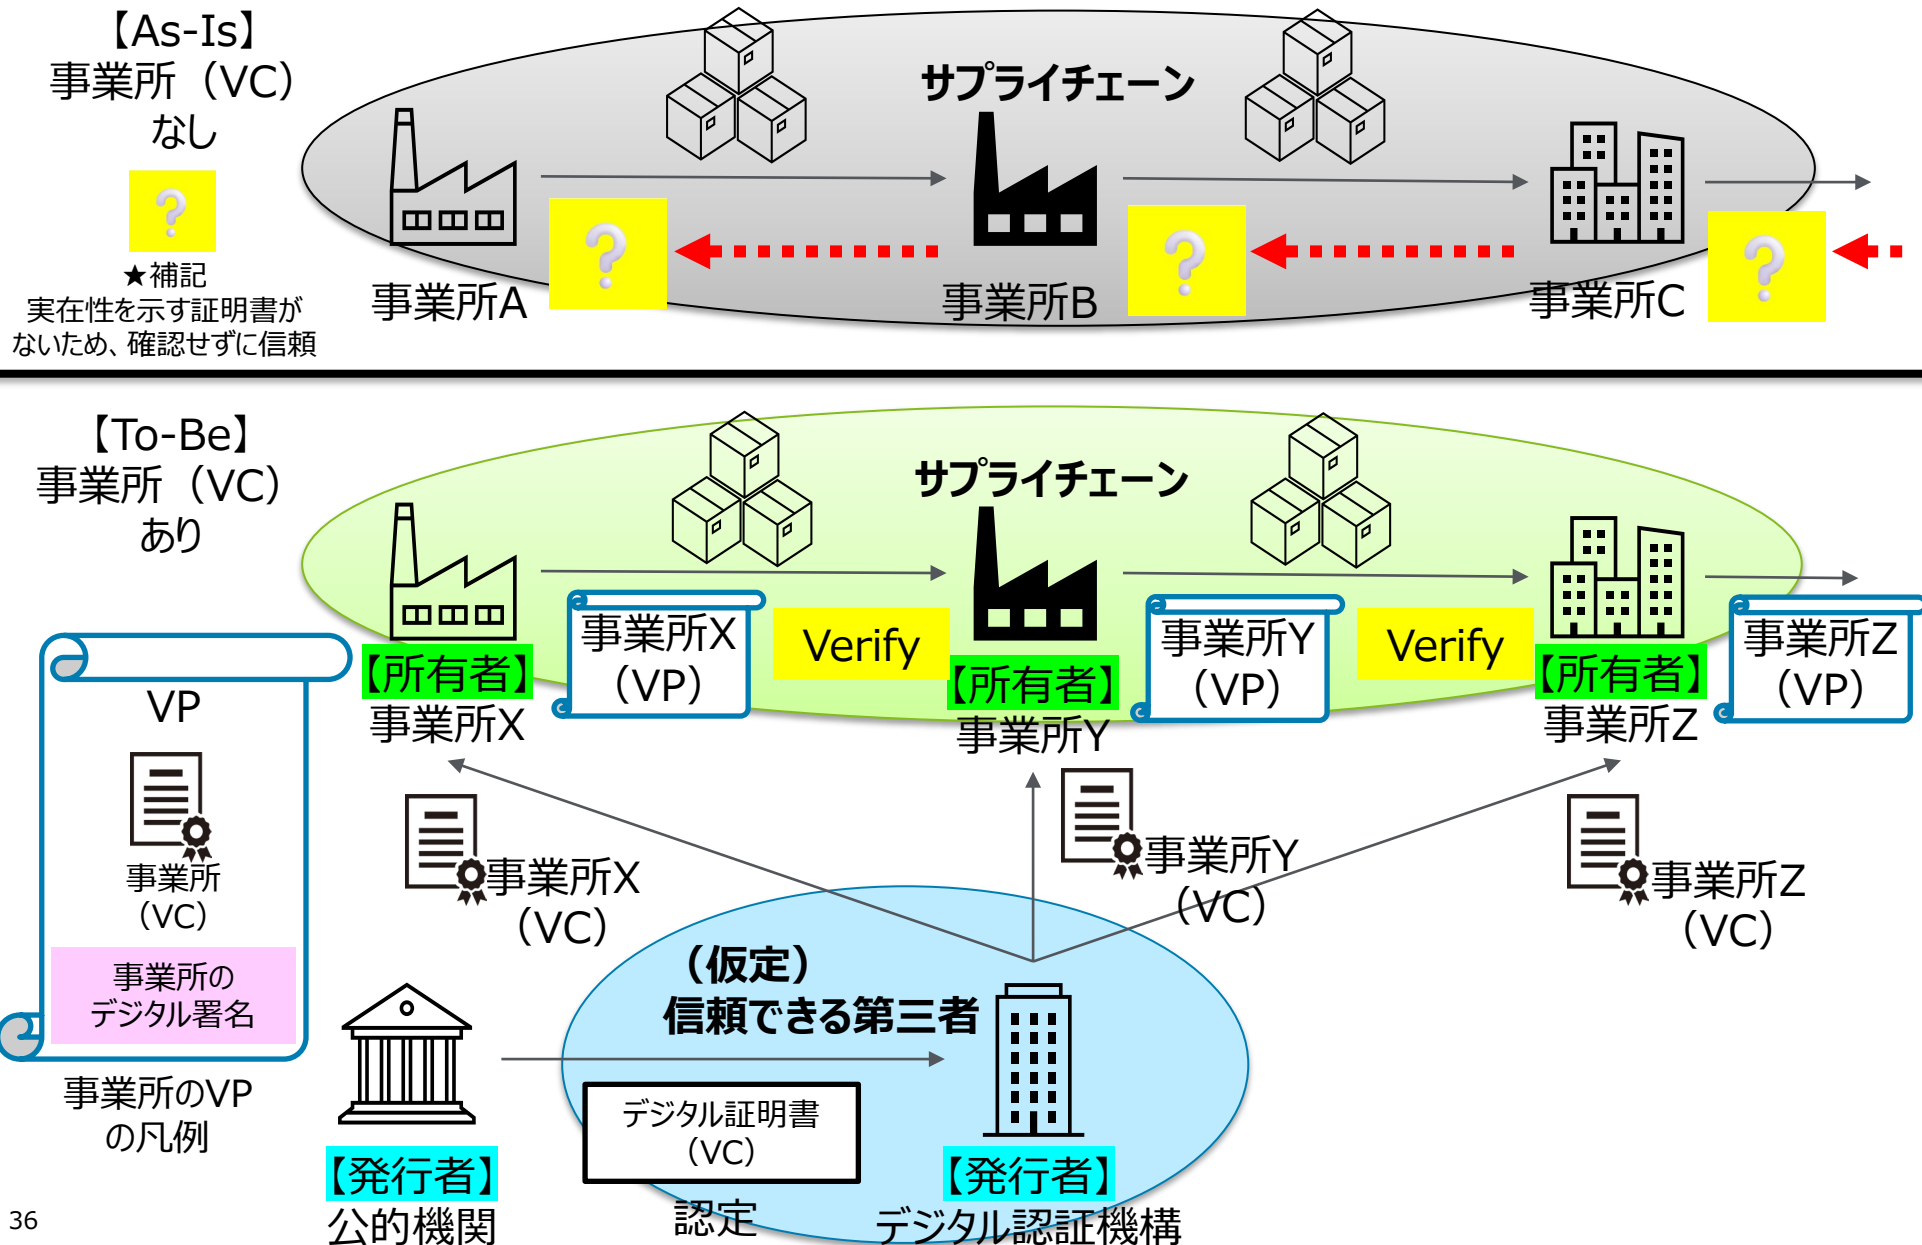 【As-Is】
事業所（VC）
なし
★補記
実在性を示す証明書が
ないため、確認せずに信頼
サプライチェーン
事業所A
事業所B
事業所C
【To-Be】
事業所（VC）
あり
サプライチェーン
事業所X
（VP）
Verify
事業所Y
（VP）
Verify
事業所Z
（VP）
【所有者】
事業所X
【所有者】
事業所Y
【所有者】
事業所Z
VP
事業所
（VC）
事業所の
デジタル署名
事業所のVP
の凡例
事業所X
（VC）
事業所Y
（VC）
事業所Z
（VC）
（仮定）
信頼できる第三者
デジタル証明書
（VC）
認定
【発行者】
公的機関
【発行者】
デジタル認証機構
36